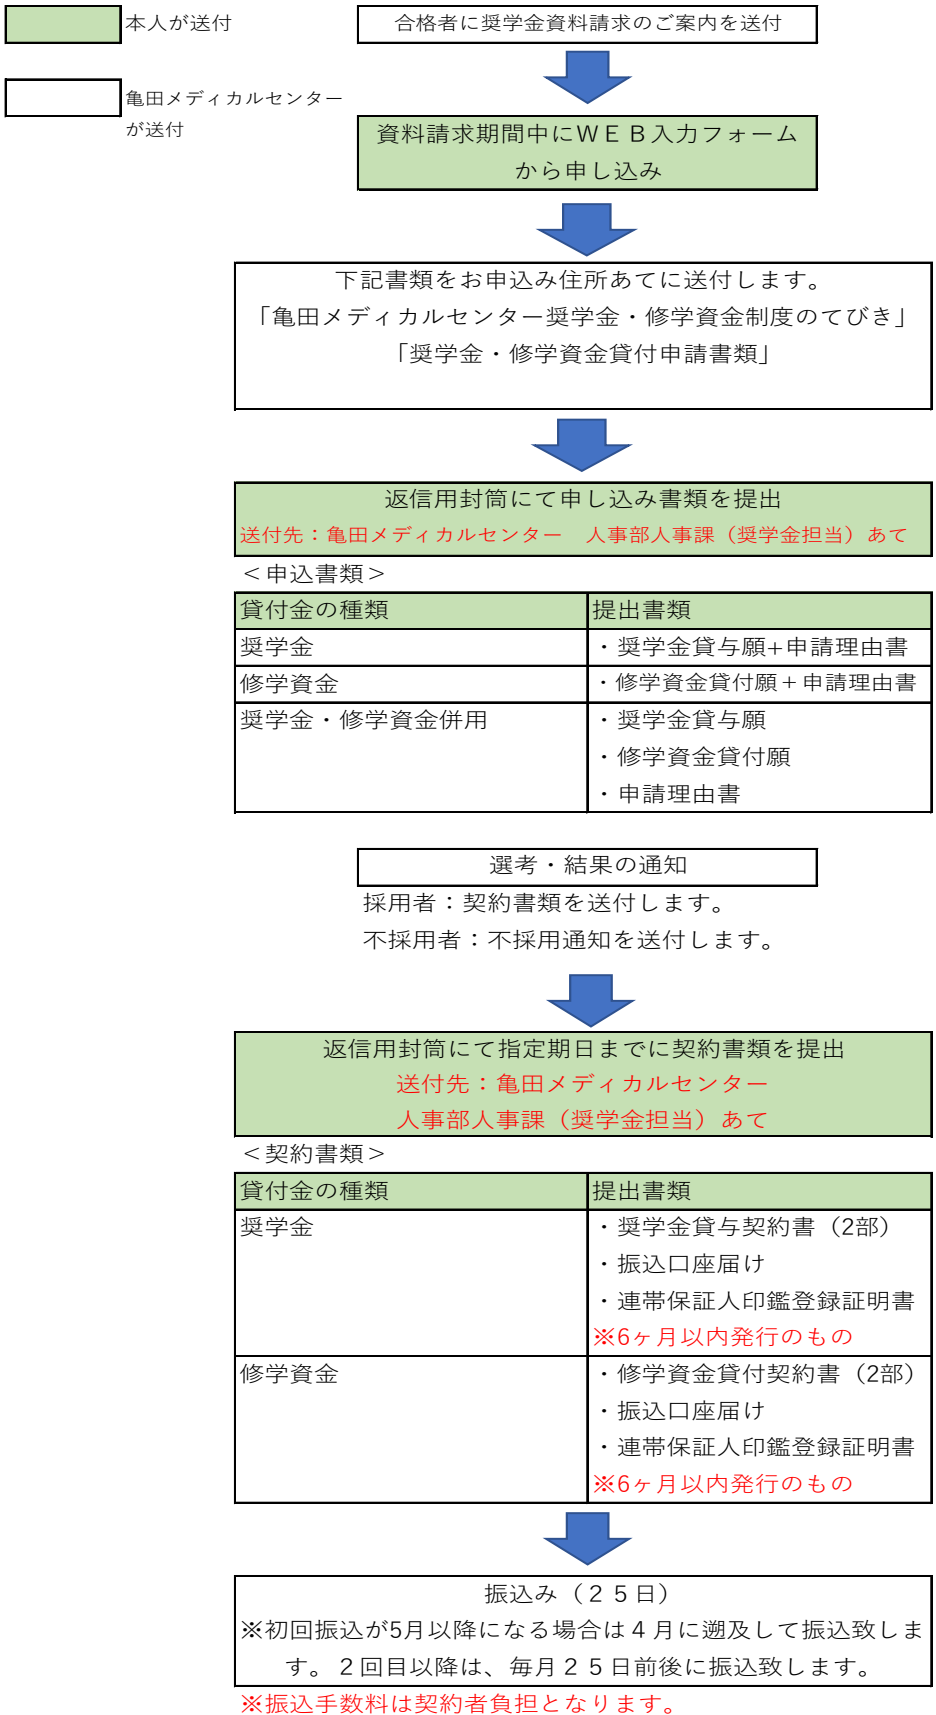 本人が送付
合格者に奨学金資料請求のご案内を送付
亀田メディカルセンター
が送付
資料請求期間中にＷＥＢ入力フォーム
から申し込み
下記書類をお申込み住所あてに送付します。
「亀田メディカルセンター奨学金・修学資金制度のてびき」
「奨学金・修学資金貸付申請書類」
返信用封筒にて申し込み書類を提出
送付先：亀田メディカルセンター　人事部人事課（奨学金担当）あて
＜申込書類＞
貸付金の種類 提出書類
奨学金 ・奨学金貸与願+申請理由書
修学資金 ・修学資金貸付願＋申請理由書
奨学金・修学資金併用 ・奨学金貸与願
・修学資金貸付願
・申請理由書
選考・結果の通知
採用者：契約書類を送付します。
不採用者：不採用通知を送付します。
返信用封筒にて指定期日までに契約書類を提出
送付先：亀田メディカルセンター
人事部人事課（奨学金担当）あて
＜契約書類＞
貸付金の種類 提出書類
奨学金 ・奨学金貸与契約書（2部）
・振込口座届け
・連帯保証人印鑑登録証明書
※6ヶ月以内発行のもの
修学資金 ・修学資金貸付契約書（2部）
・振込口座届け
・連帯保証人印鑑登録証明書
※6ヶ月以内発行のもの
振込み（２５日）
※初回振込が5月以降になる場合は４月に遡及して振込致しま
す。２回目以降は、毎月２５日前後に振込致します。
※振込手数料は契約者負担となります。